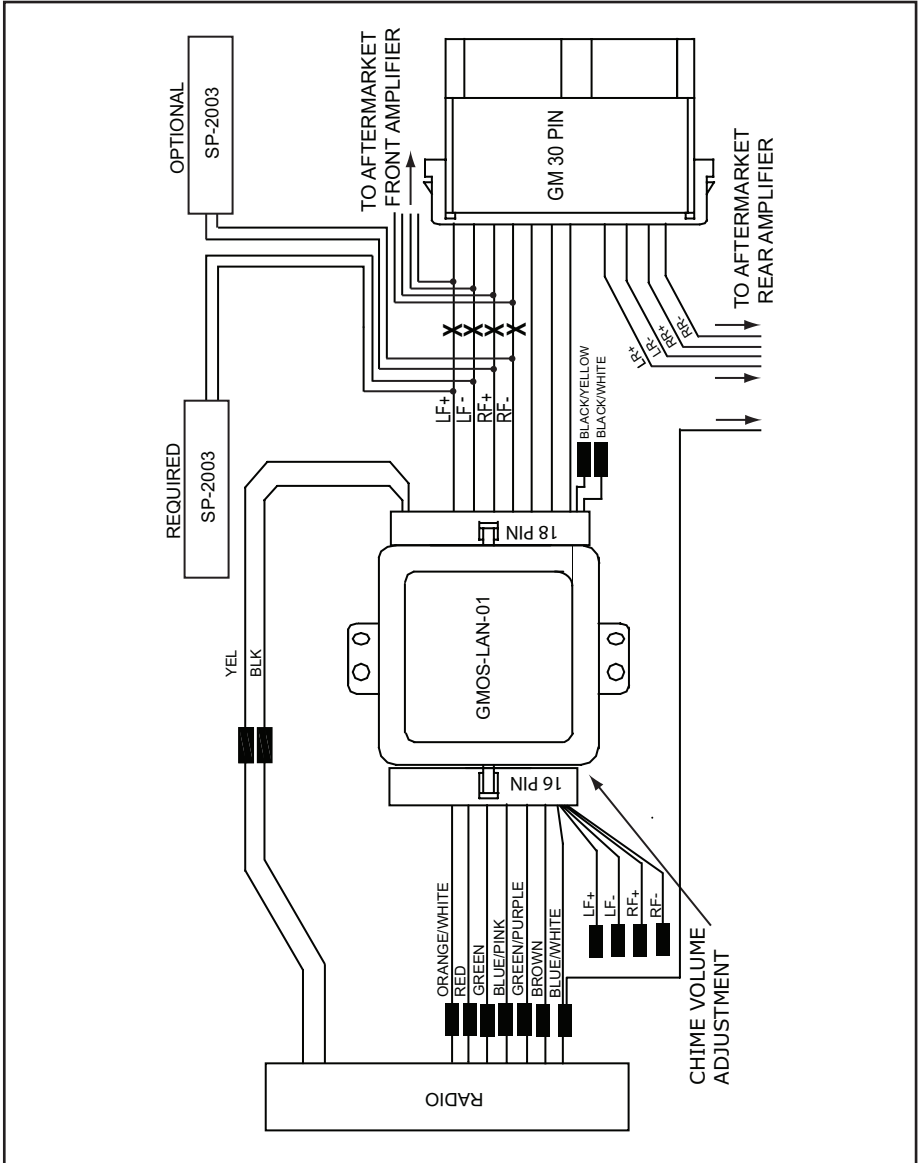 OPTIONAL
SP-2003
TO AFTERMARKET
FRONT AMPLIFIER
GM 30 PIN
TO AFTERMARKET
REAR AMPLIFIER
LR+
LR-
RR+
RR-
REQUIRED
SP-2003
LF+
LF-
RF+
RF-
X
X
X
X
BLACK/YELLOW
BLACK/WHITE
18 PIN
GMOS-LAN-01
16 PIN
YEL
BLK
ORANGE/WHITE
RED
GREEN
BLUE/PINK
GREEN/PURPLE
BROWN
BLUE/WHITE
LF+
LF-
RF+
RF-
CHIME VOLUME
ADJUSTMENT
RADIO